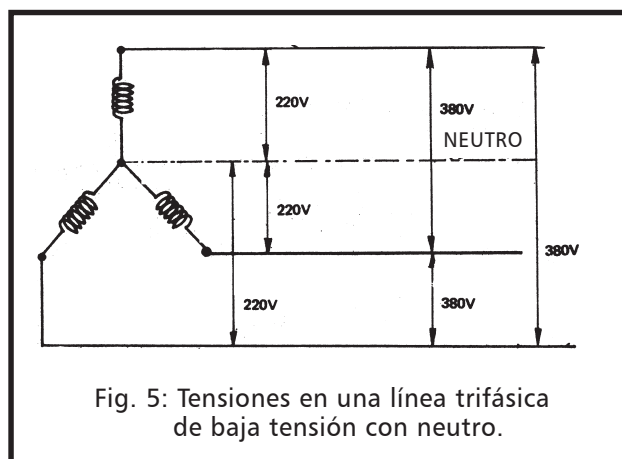 220V
380V
NEUTRO
220V
380V
220V
380V
Fig. 5: Tensiones en una línea trifásica
de baja tensión con neutro.